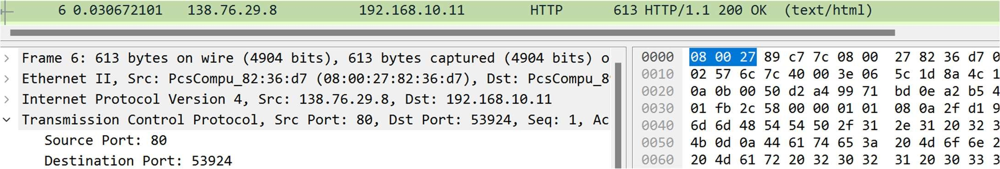 6 0.030672101 138.76.29.8 192.168.10.11 HTTP 613 HTTP/1.1 200 OK (text/html)
Frame 6: 613 bytes on wire (4904 bits), 613 bytes captured (4904 bits) o
Ethernet II, Src: PcsCompu_82:36:d7 (08:00:27:82:36:d7), Dst: PcsCompu_8
Internet Protocol Version 4, Src: 138.76.29.8, Dst: 192.168.10.11
Transmission Control Protocol, Src Port: 80, Dst Port: 53924, Seq: 1, Ac
Source Port: 80
Destination Port: 53924
0000 08 00 27 89 c7 7c 08 00 27 82 36 d7 0
0010 02 57 6c 7c 40 00 3e 06 5c 1d 8a 4c 1
0020 0a 0b 00 50 d2 a4 99 71 bd 0e a2 b5 4
0030 01 fb 2c 58 00 00 01 01 08 0a 2f d1 9
0040 6d 6d 48 54 54 50 2f 31 2e 31 20 32 3
0050 4b 0d 0a 44 61 74 65 3a 20 4d 6f 6e 2
0060 20 4d 61 72 20 32 30 32 31 20 30 33 3